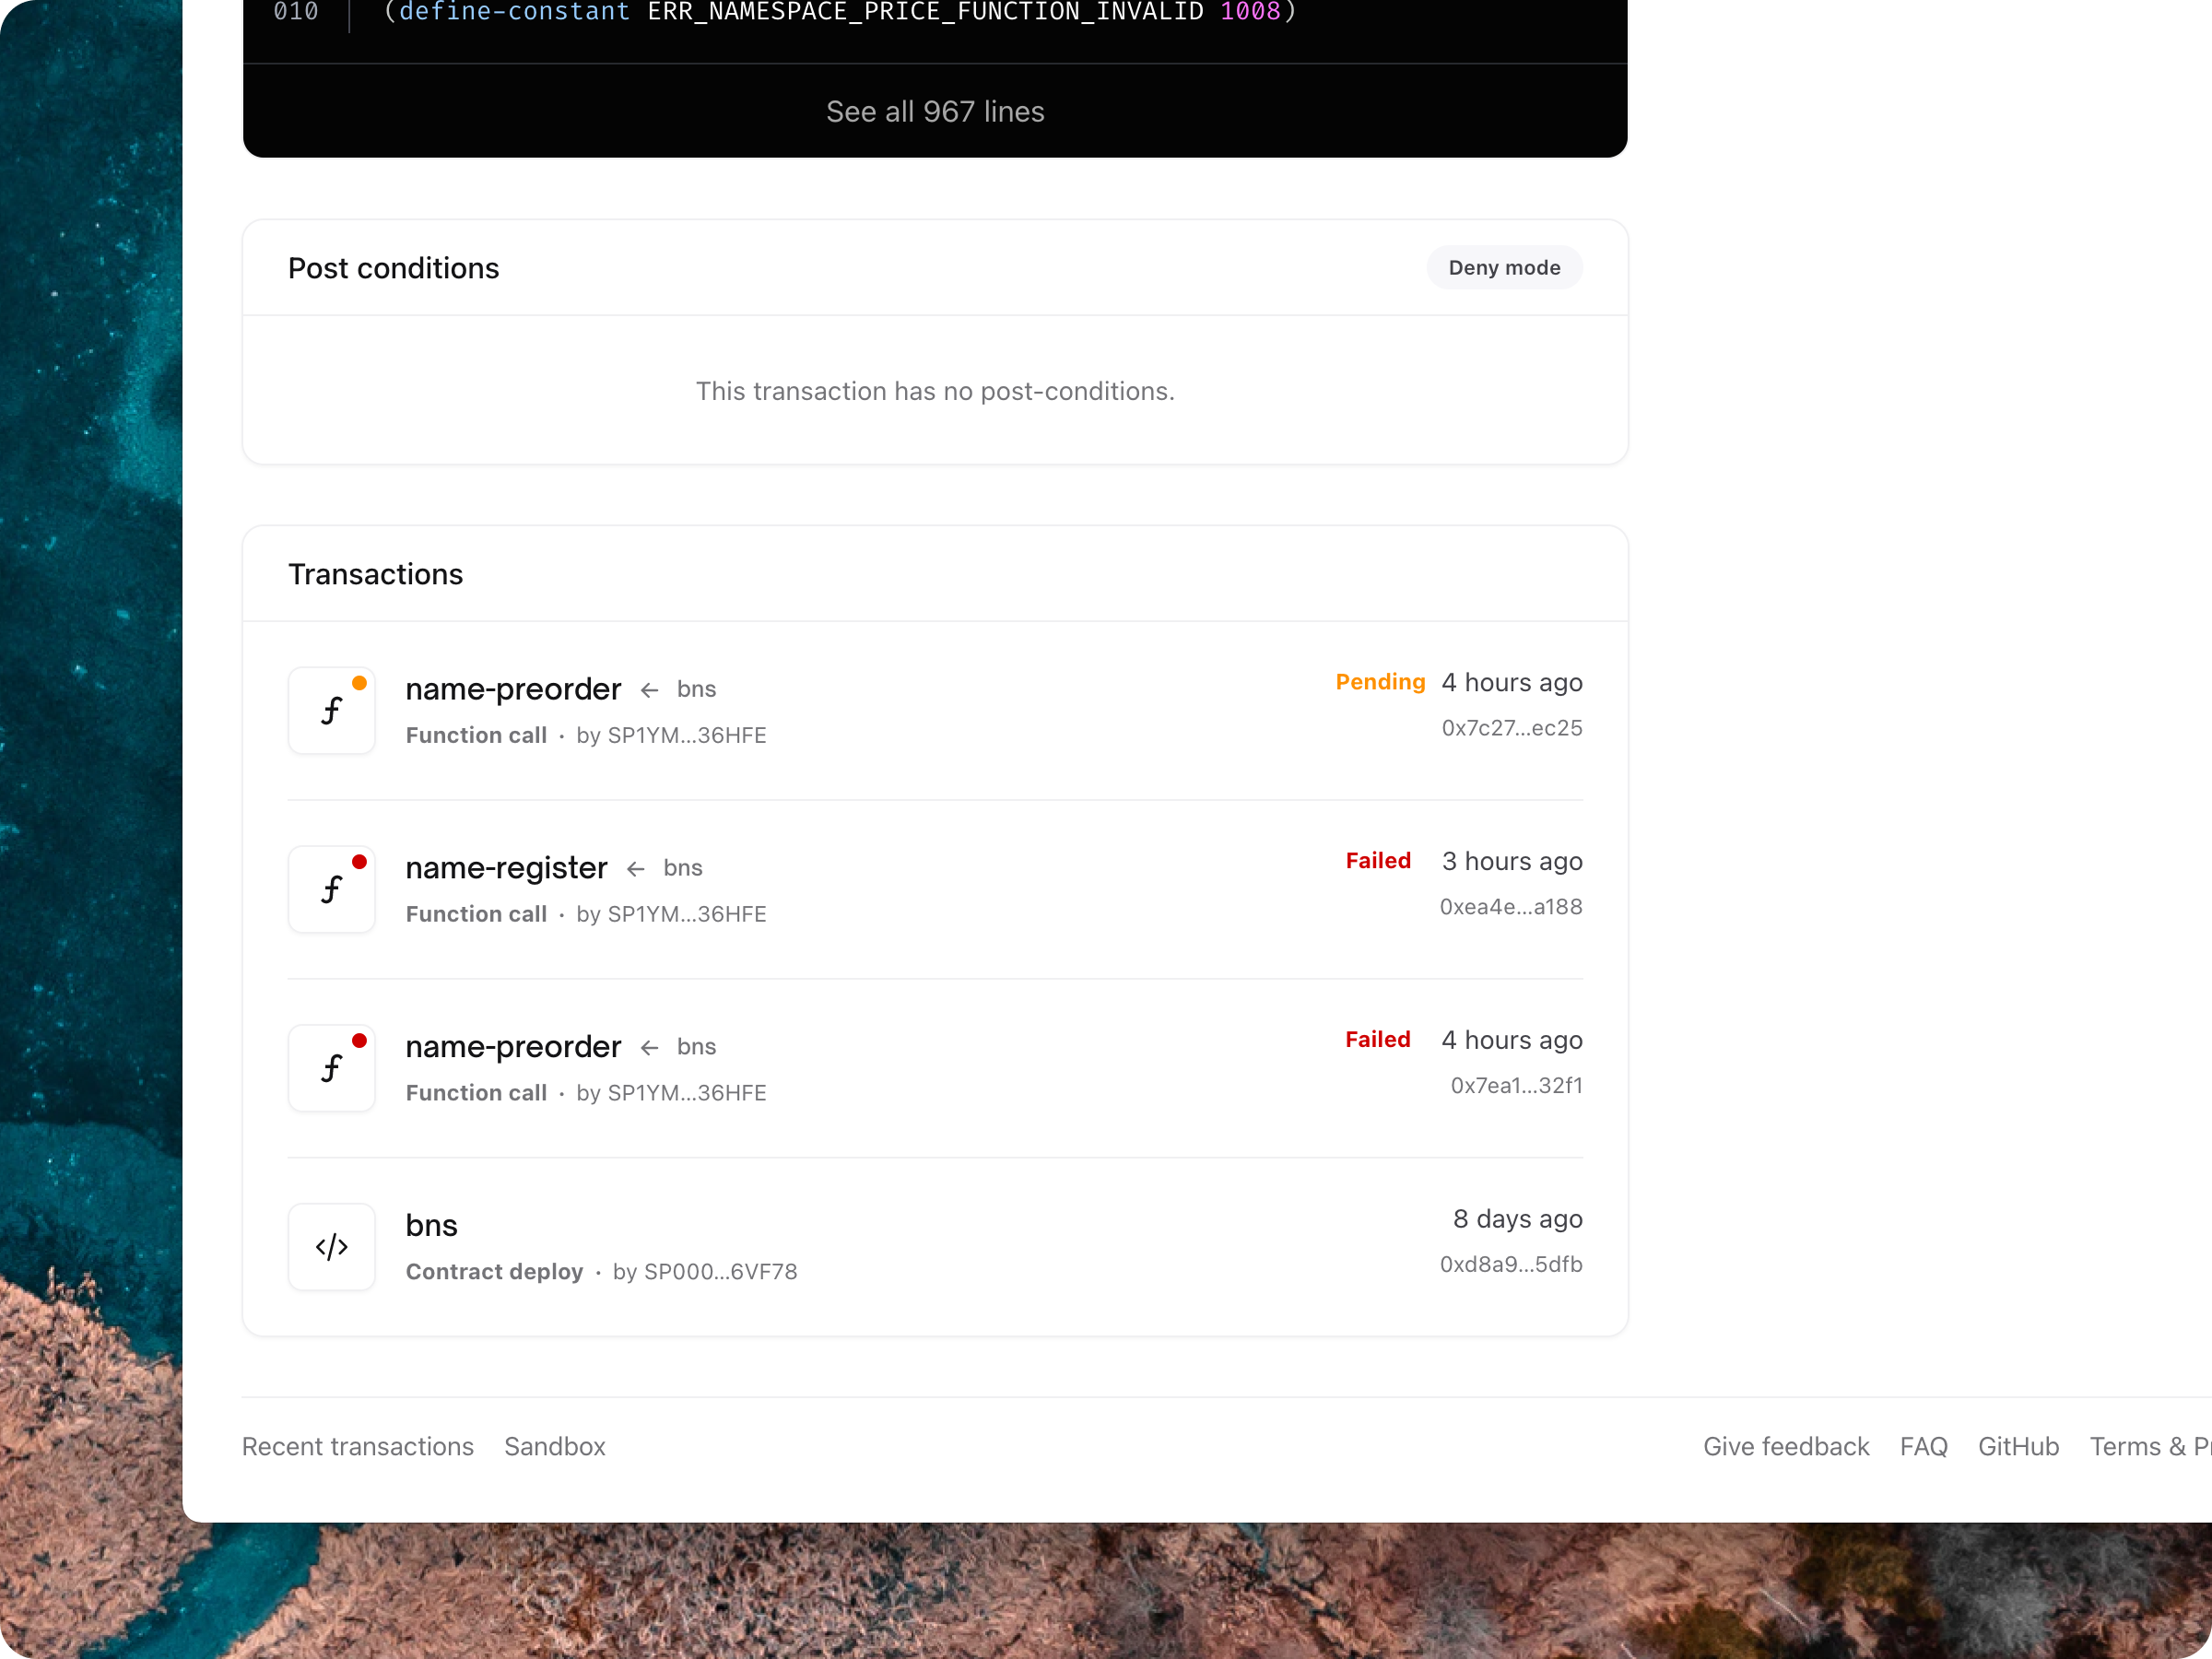 010 (define-constant ERR_NAMESPACE_PRICE_FUNCTION_INVALID 1008)
See all 967 lines
Post conditions
Deny mode
This transaction has no post-conditions.
Transactions
name-preorder ← bns
Pending 4 hours ago
Function call · by SP1YM...36HFE
0x7c27...ec25
name-register ← bns
Failed 3 hours ago
Function call · by SP1YM...36HFE
0xea4e...a188
name-preorder ← bns
Failed 4 hours ago
Function call · by SP1YM...36HFE
0x7ea1...32f1
bns
8 days ago
Contract deploy · by SP000...6VF78
0xd8a9...5dfb
Recent transactions Sandbox
Give feedback FAQ GitHub Terms &